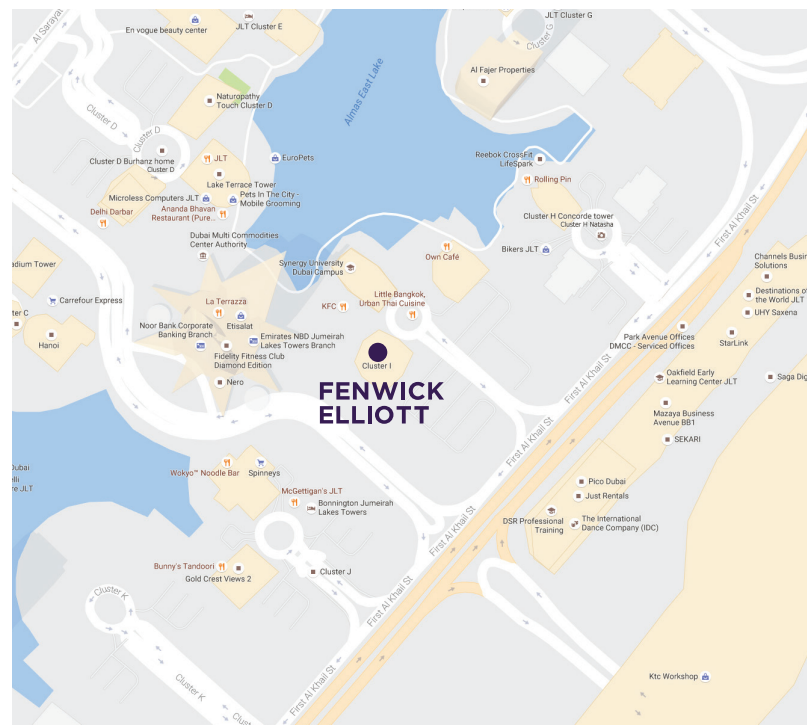 JLT Cluster G
En vogue beauty center
JLT Cluster E
Al Sarayat
Cluster G
Al Fajer Properties
Almas East Lake
Naturopathy
Touch Cluster D
Cluster D
Cluster D
Cluster D Burhanz home
Cluster D
JLT
EuroPets
Reebok CrossFit
LifeSpark
Lake Terrace Tower
Rolling Pin
Microless Computers JLT
Pets In The City -
Mobile Grooming
Ananda Bhavan
Restaurant (Pure...
Delhi Darbar
First Al Khail St
Cluster H Concorde tower
Cluster H Natasha
Dubai Multi Commodities
Center Authority
Bikers JLT
Own Café
Synergy University
Dubai Campus
Channels Busin
Solutions
adium Tower
Destinations of
the World JLT
Carrefour Express
La Terrazza
KFC
Little Bangkok,
Urban Thai Cuisine
UHY Saxena
ter C
Etisalat
Noor Bank Corporate
Banking Branch
Emirates NBD Jumeirah
Lakes Towers Branch
Park Avenue Offices
DMCC - Serviced Offices
StarLink
Hanoi
Fidelity Fitness Club
Diamond Edition
Cluster I
First Al Khail St
Oakfield Early
Learning Center JLT
Saga Dig
Nero
FENWICK
ELLIOTT
Mazaya Business
Avenue BB1
SEKARI
First Al Khail St
Dubai
elli
re JLT
Wokyo™ Noodle Bar
Spinneys
Pico Dubai
Just Rentals
McGettigan's JLT
Bonnington Jumeirah
Lakes Towers
DSR Professional
Training
The International
Dance Company (IDC)
First Al Khail St
Bunny's Tandoori
Gold Crest Views 2
Cluster J
Cluster K
First Al Khail St
Cluster K
Ktc Workshop
Clust